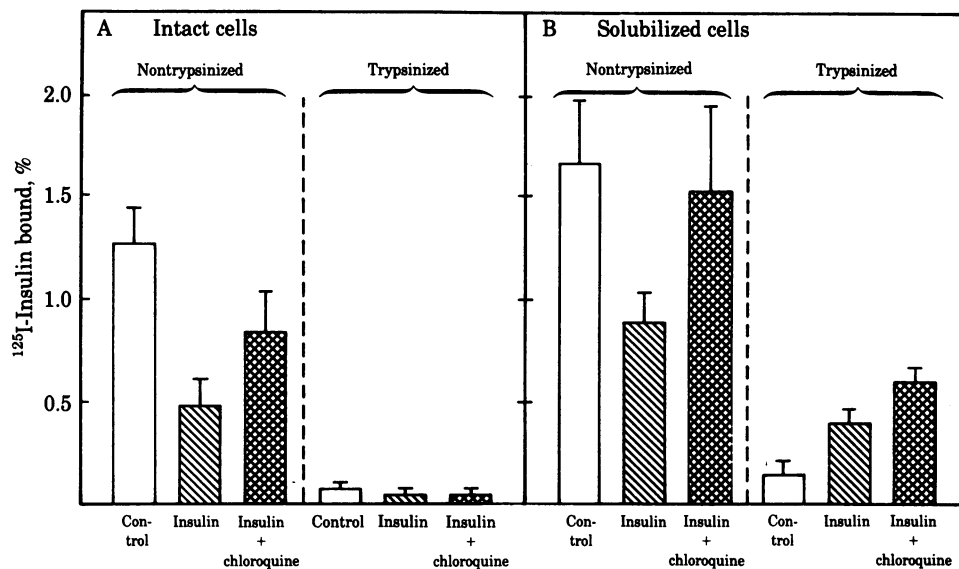 A Intact cells
B Solubilized cells
Nontrypsinized
Trypsinized
Nontrypsinized
Trypsinized
2.0
1.5
1.0
0.5
¹²⁵I-Insulin bound, %
Con-
trol
Insulin
Insulin
+
chloroquine
Control
Insulin
Insulin
+
chloroquine
Con-
trol
Insulin
Insulin
+
chloroquine
Con-
trol
Insulin
Insulin
+
chloroquine